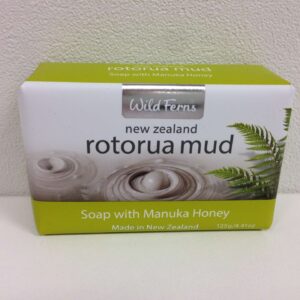 rotorua mud
Soap with Manuka Honey
Wild Ferns
new zealand
rotorua mud
Soap with Manuka Honey
Made in New Zealand
125g/4.41oz